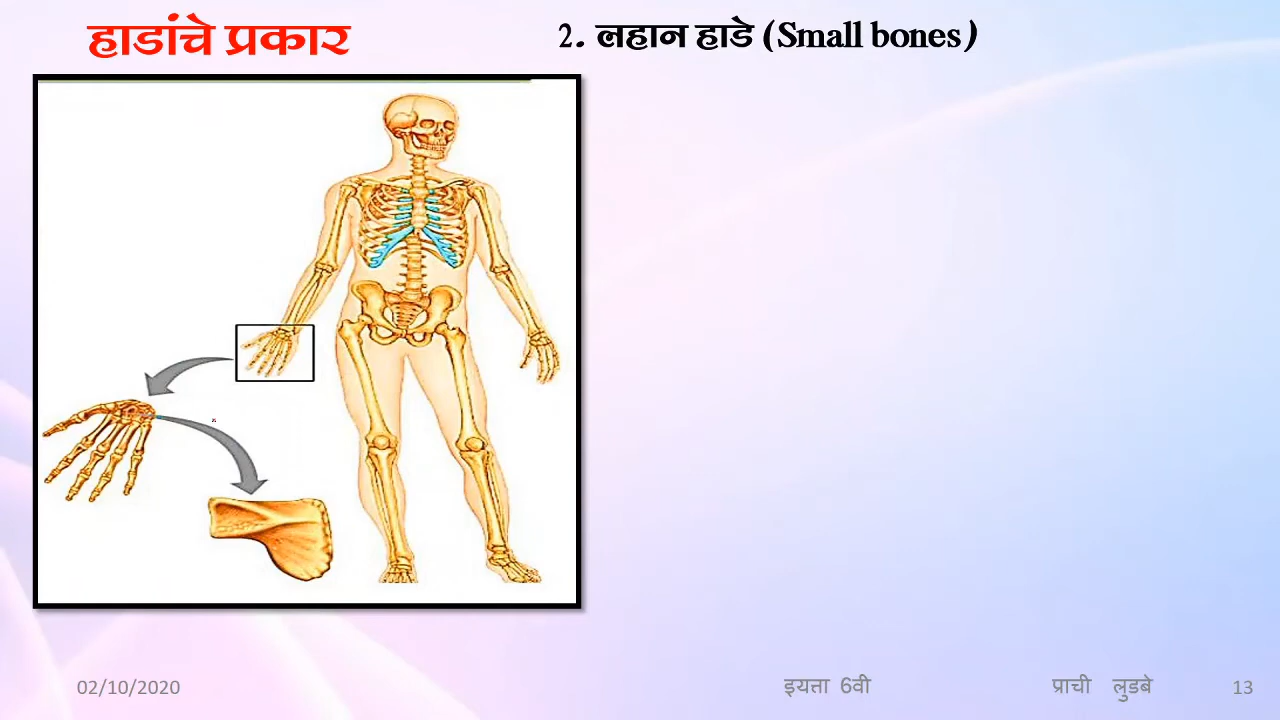 हाडांचे प्रकार
2. लहान हाडे (Small bones)
02/10/2020
इयत्ता 6वी
प्राची लुडबे
13